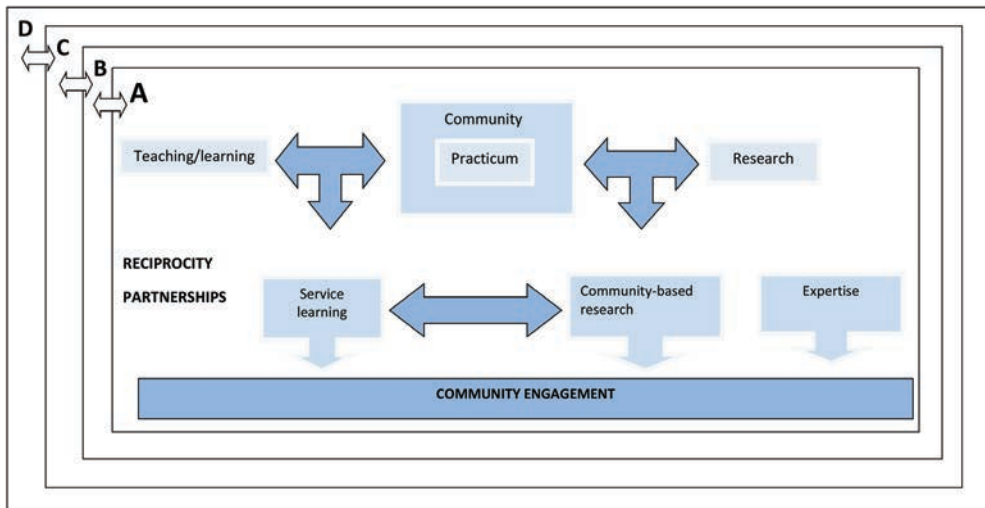 D
C
B
A
Community
Teaching/learning
Practicum
Research
RECIPROCITY
PARTNERSHIPS
Service
learning
Community-based
research
Expertise
COMMUNITY ENGAGEMENT